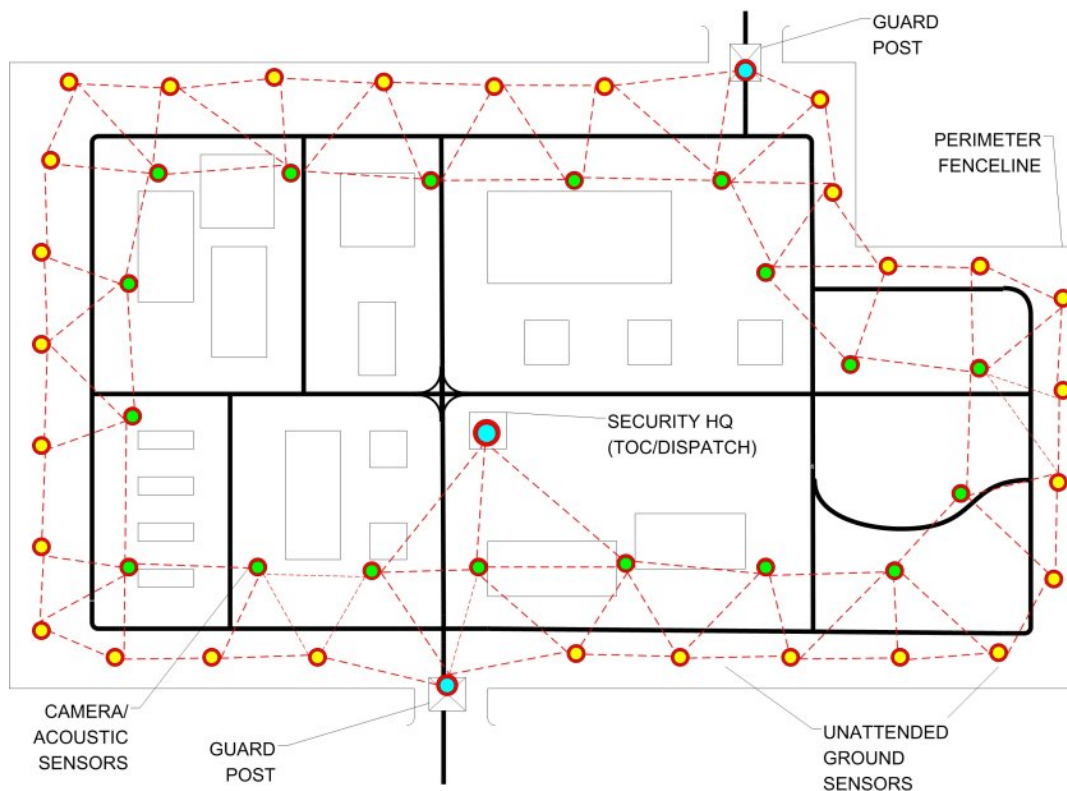 GUARD
POST
PERIMETER
FENCELINE
SECURITY HQ
(TOC/DISPATCH)
CAMERA/
ACOUSTIC
SENSORS
GUARD
POST
UNATTENDED
GROUND
SENSORS